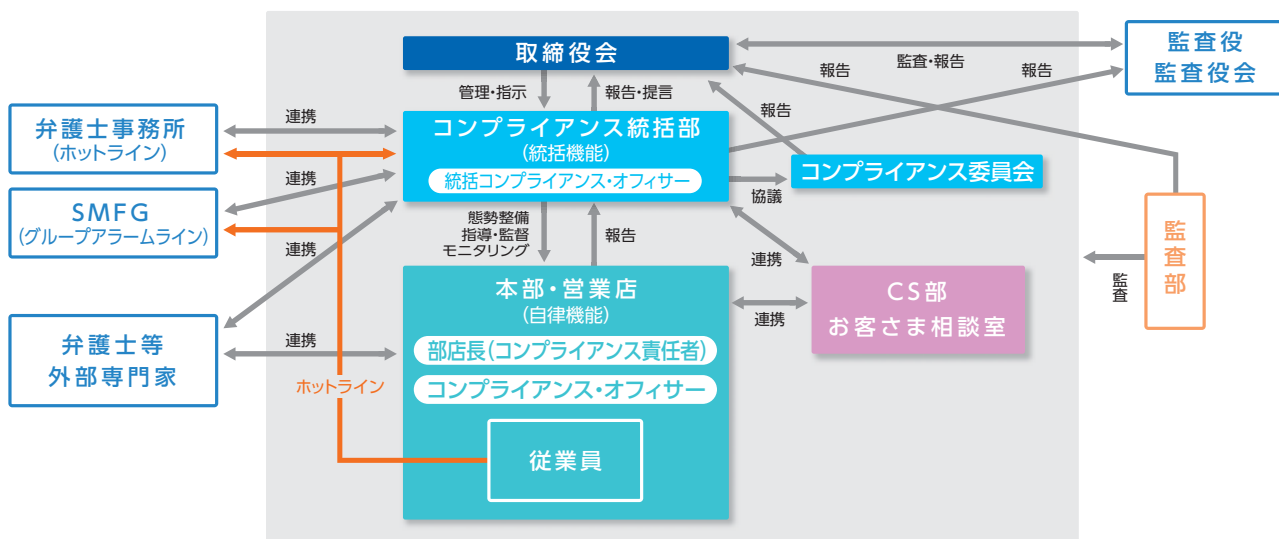 取締役会
監査・報告
監査役
監査役会
報告
報告
管理・指示
報告・提言
報告
弁護士事務所
(ホットライン)
連携
コンプライアンス統括部
(統括機能)
統括コンプライアンス・オフィサー
コンプライアンス委員会
協議
連携
SMFG
(グループアラームライン)
連携
態勢整備
指導・監督
モニタリング
報告
連携
監査部
監査
本部・営業店
(自律機能)
CS部
お客さま相談室
連携
弁護士等
外部専門家
連携
部店長(コンプライアンス責任者)
ホットライン
コンプライアンス・オフィサー
従業員